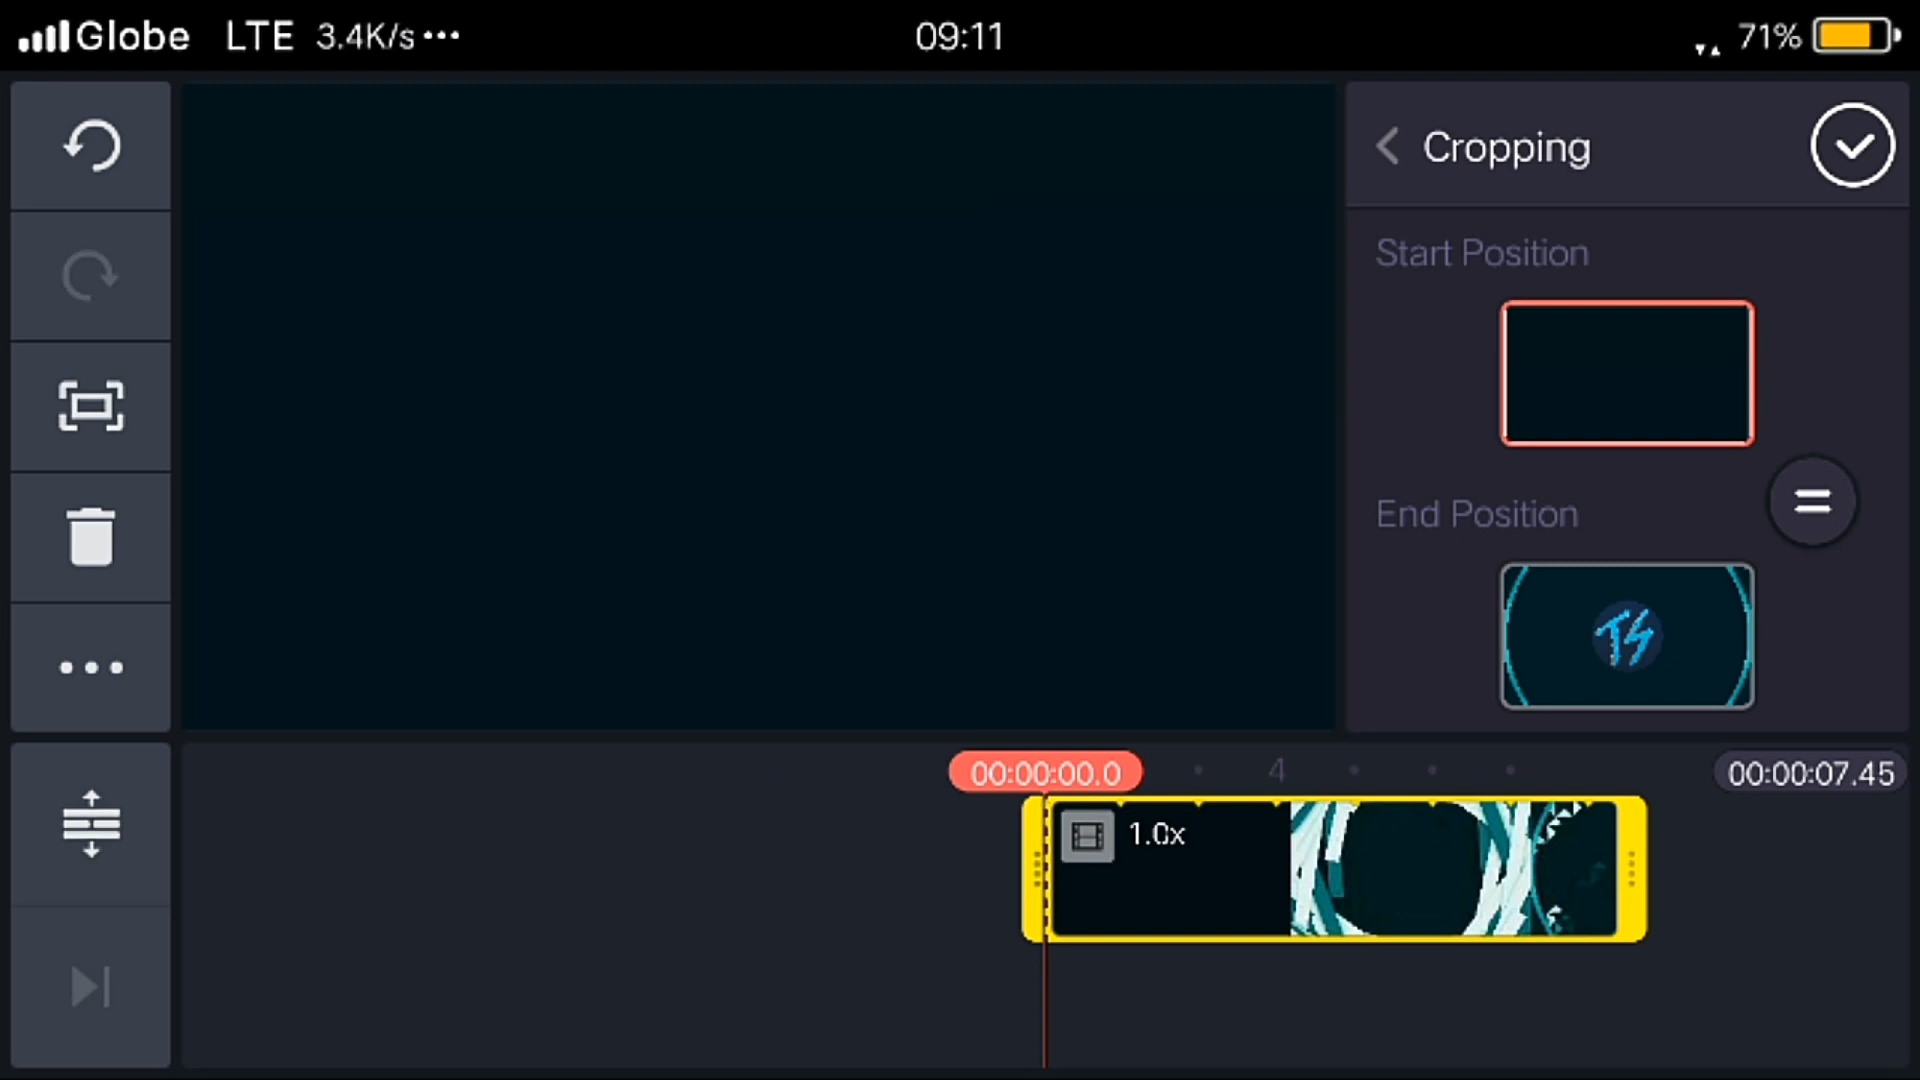 Globe LTE 3.4K/s ••• 09:11 71%
Cropping
Start Position
End Position
TS
00:00:00.0 4 00:00:07.45
1.0x